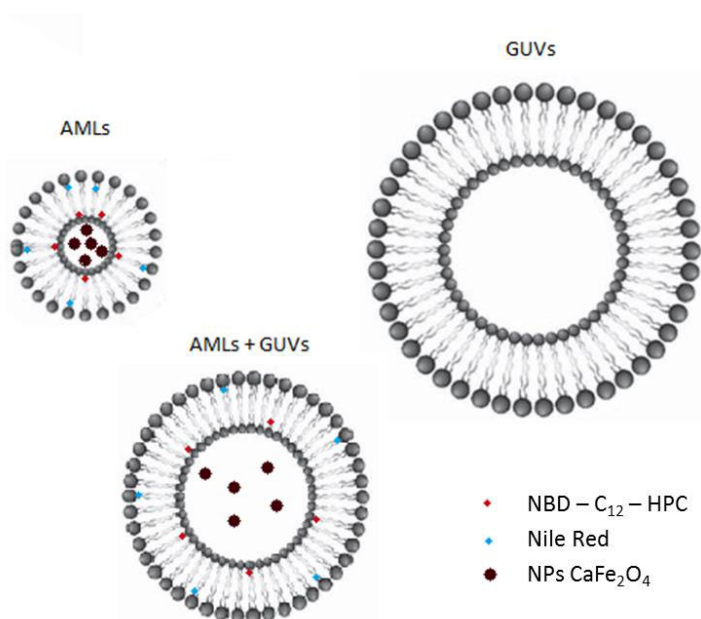 GUVs
AMLs
AMLs + GUVs
NBD – C₁₂ – HPC
Nile Red
NPs CaFe₂O₄